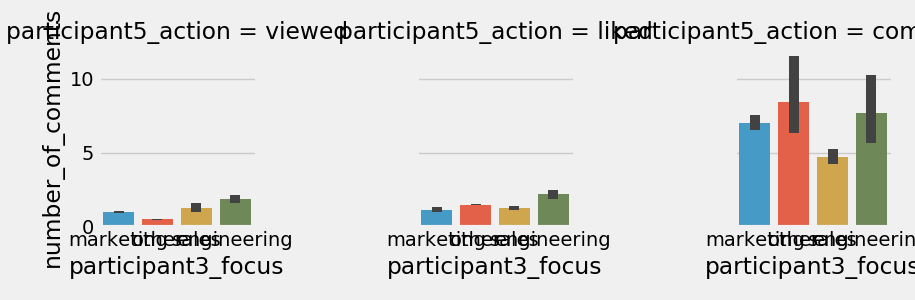 participant5_action = viewed
participant5_action = liked
participant5_action = com
number_of_comments
10
5
0
marketing other sales engineering
marketing other sales engineering
marketing other sales engineerin
participant3_focus
participant3_focus
participant3_focus